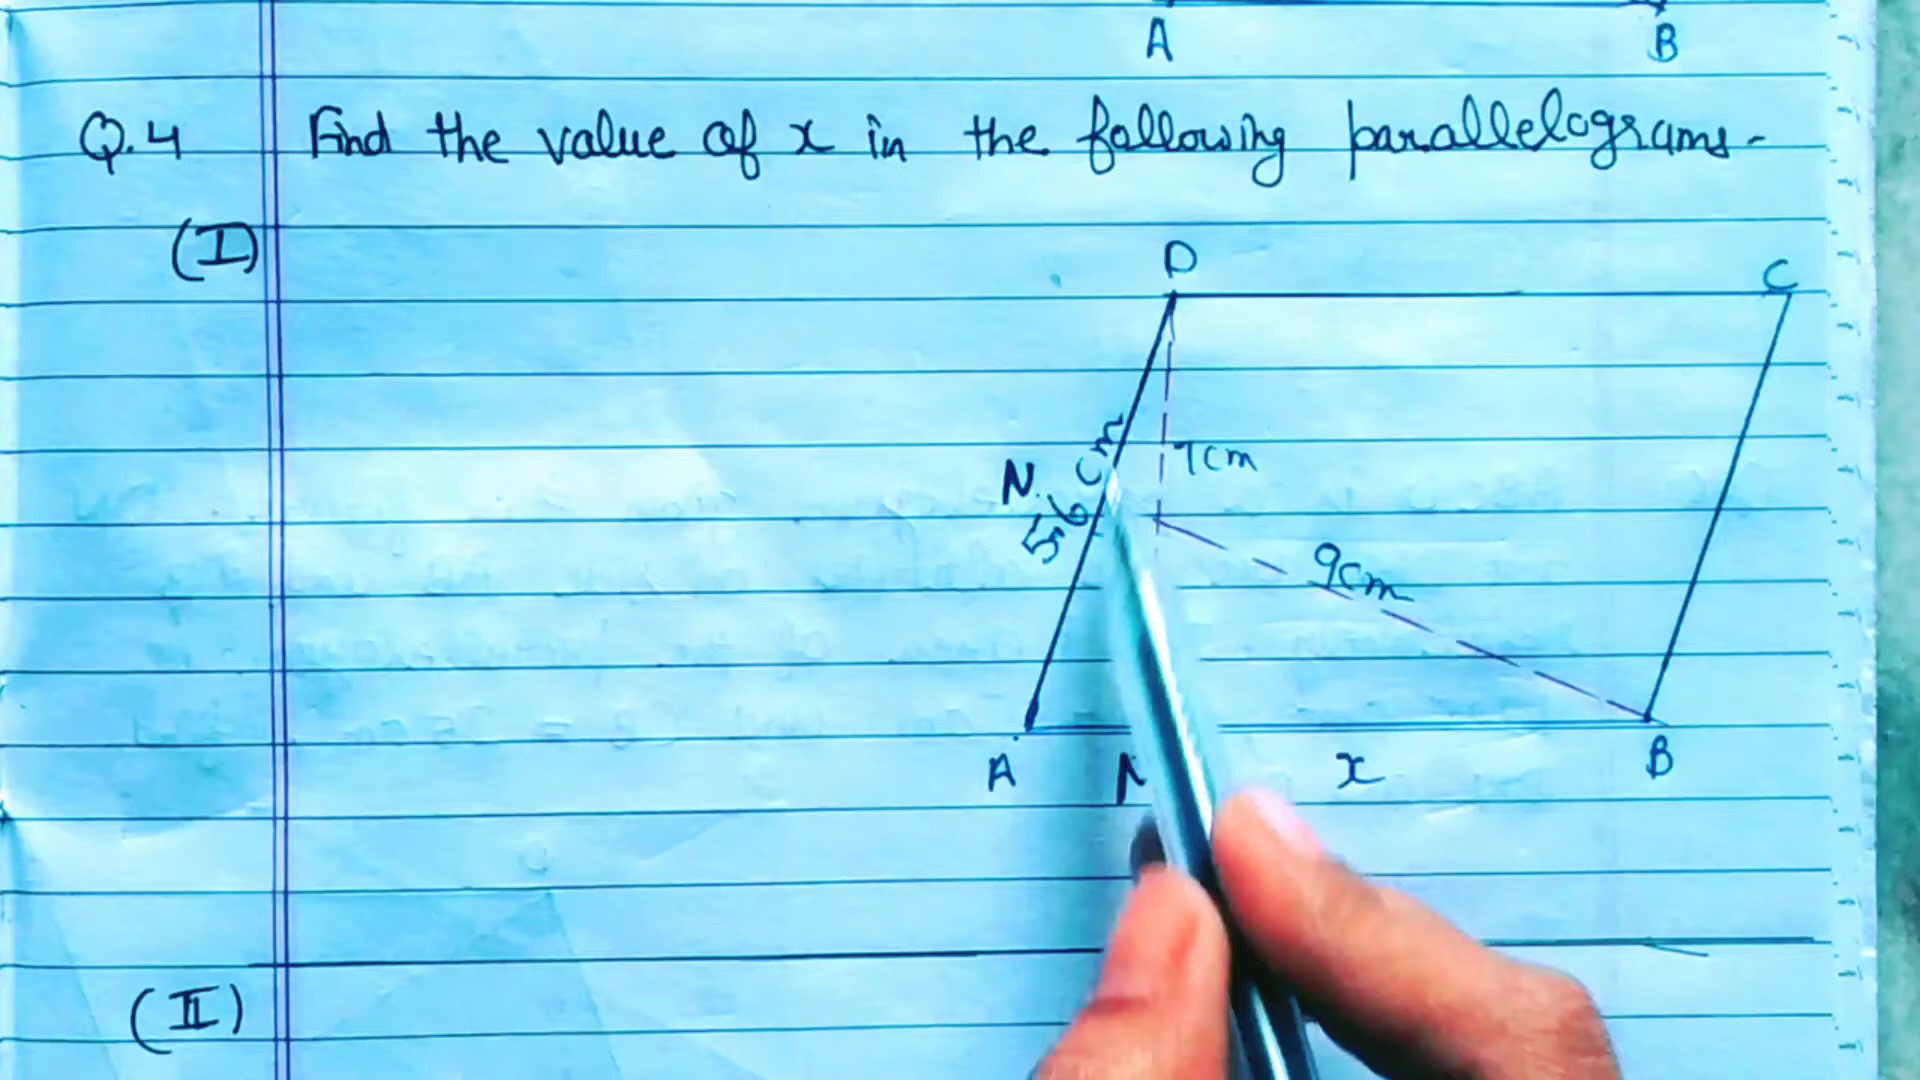 A B
Q.4 Find the value of x in the following parallelograms-
(I)
D C
N
5.6 cm
7cm
9cm
A x B
(II)